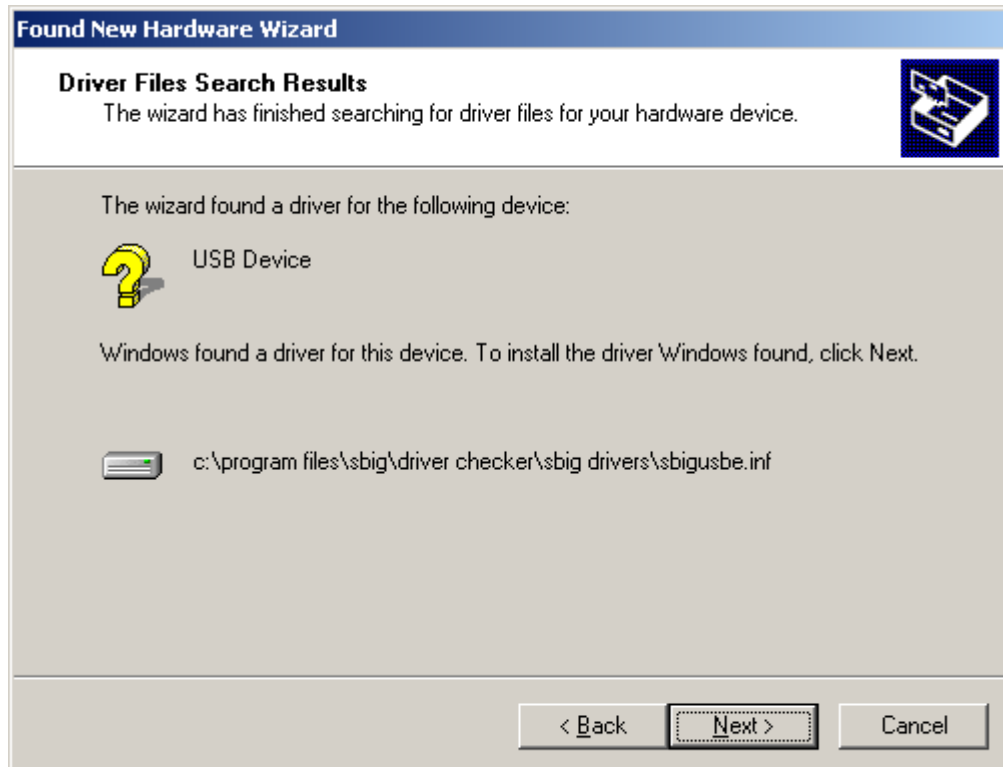 Found New Hardware Wizard
Driver Files Search Results
The wizard has finished searching for driver files for your hardware device.
The wizard found a driver for the following device:
USB Device
Windows found a driver for this device. To install the driver Windows found, click Next.
c:\program files\sbig\driver checker\sbig drivers\sbigusbe.inf
< Back Next > Cancel